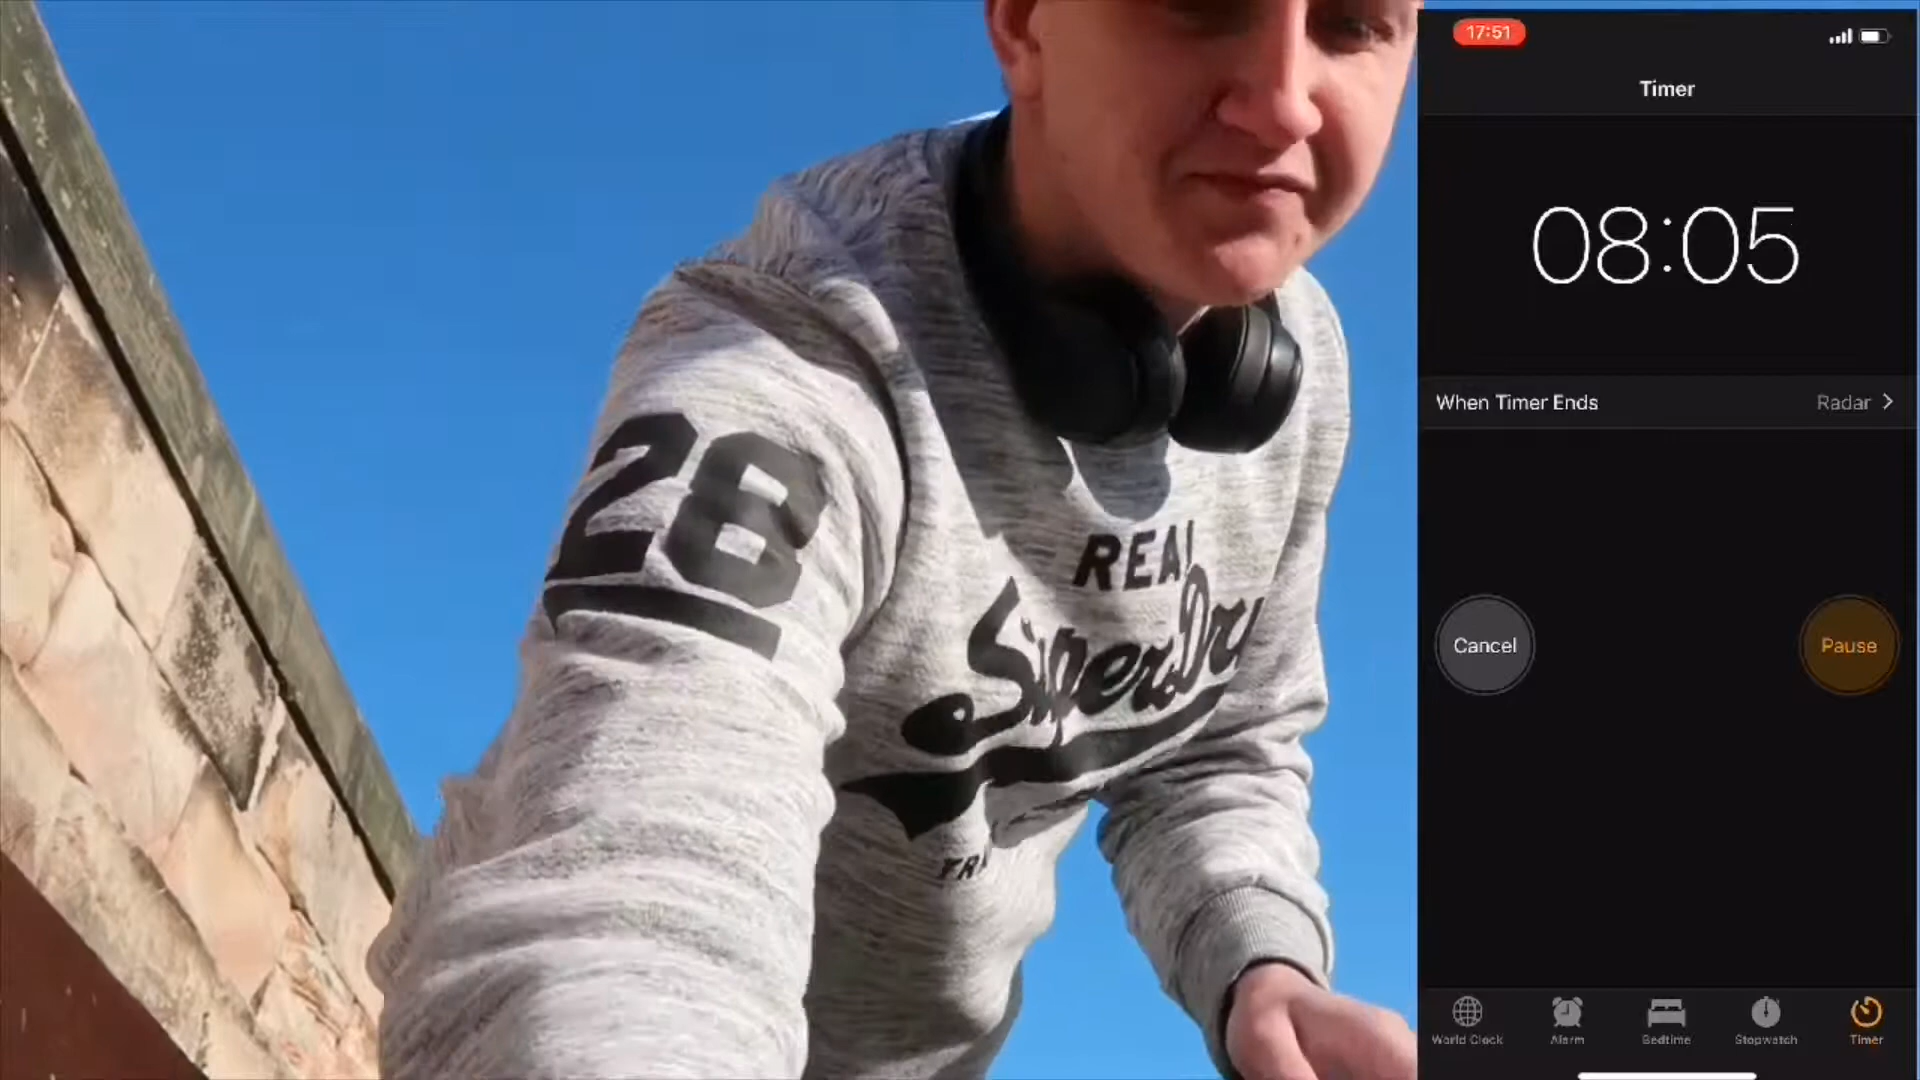 28
REAL
SuperDry
17:51
Timer
08:05
When Timer Ends
Radar
Cancel
Pause
World Clock
Alarm
Bedtime
Stopwatch
Timer